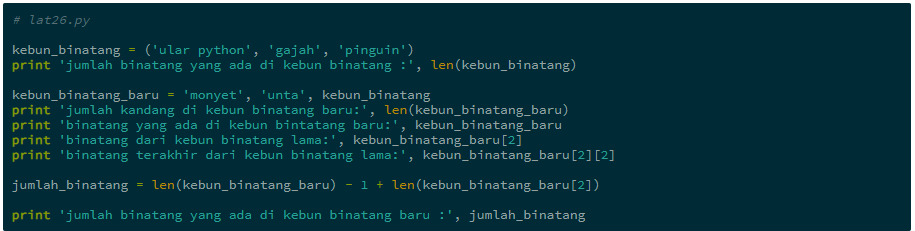 # lat26.py
kebun_binatang = ('ular python', 'gajah', 'pinguin')
print 'jumlah binatang yang ada di kebun binatang :', len(kebun_binatang)
kebun_binatang_baru = 'monyet', 'unta', kebun_binatang
print 'jumlah kandang di kebun binatang baru:', len(kebun_binatang_baru)
print 'binatang yang ada di kebun bintatang baru:', kebun_binatang_baru
print 'binatang dari kebun binatang lama:', kebun_binatang_baru[2]
print 'binatang terakhir dari kebun binatang lama:', kebun_binatang_baru[2][2]
jumlah_binatang = len(kebun_binatang_baru) - 1 + len(kebun_binatang_baru[2])
print 'jumlah binatang yang ada di kebun binatang baru :', jumlah_binatang